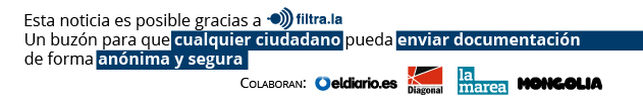 Esta noticia es posible gracias a filtra.la
Un buzón para que cualquier ciudadano pueda enviar documentación
de forma anónima y segura
COLABORAN: eldiario.es Diagonal la marea MONGOLIA